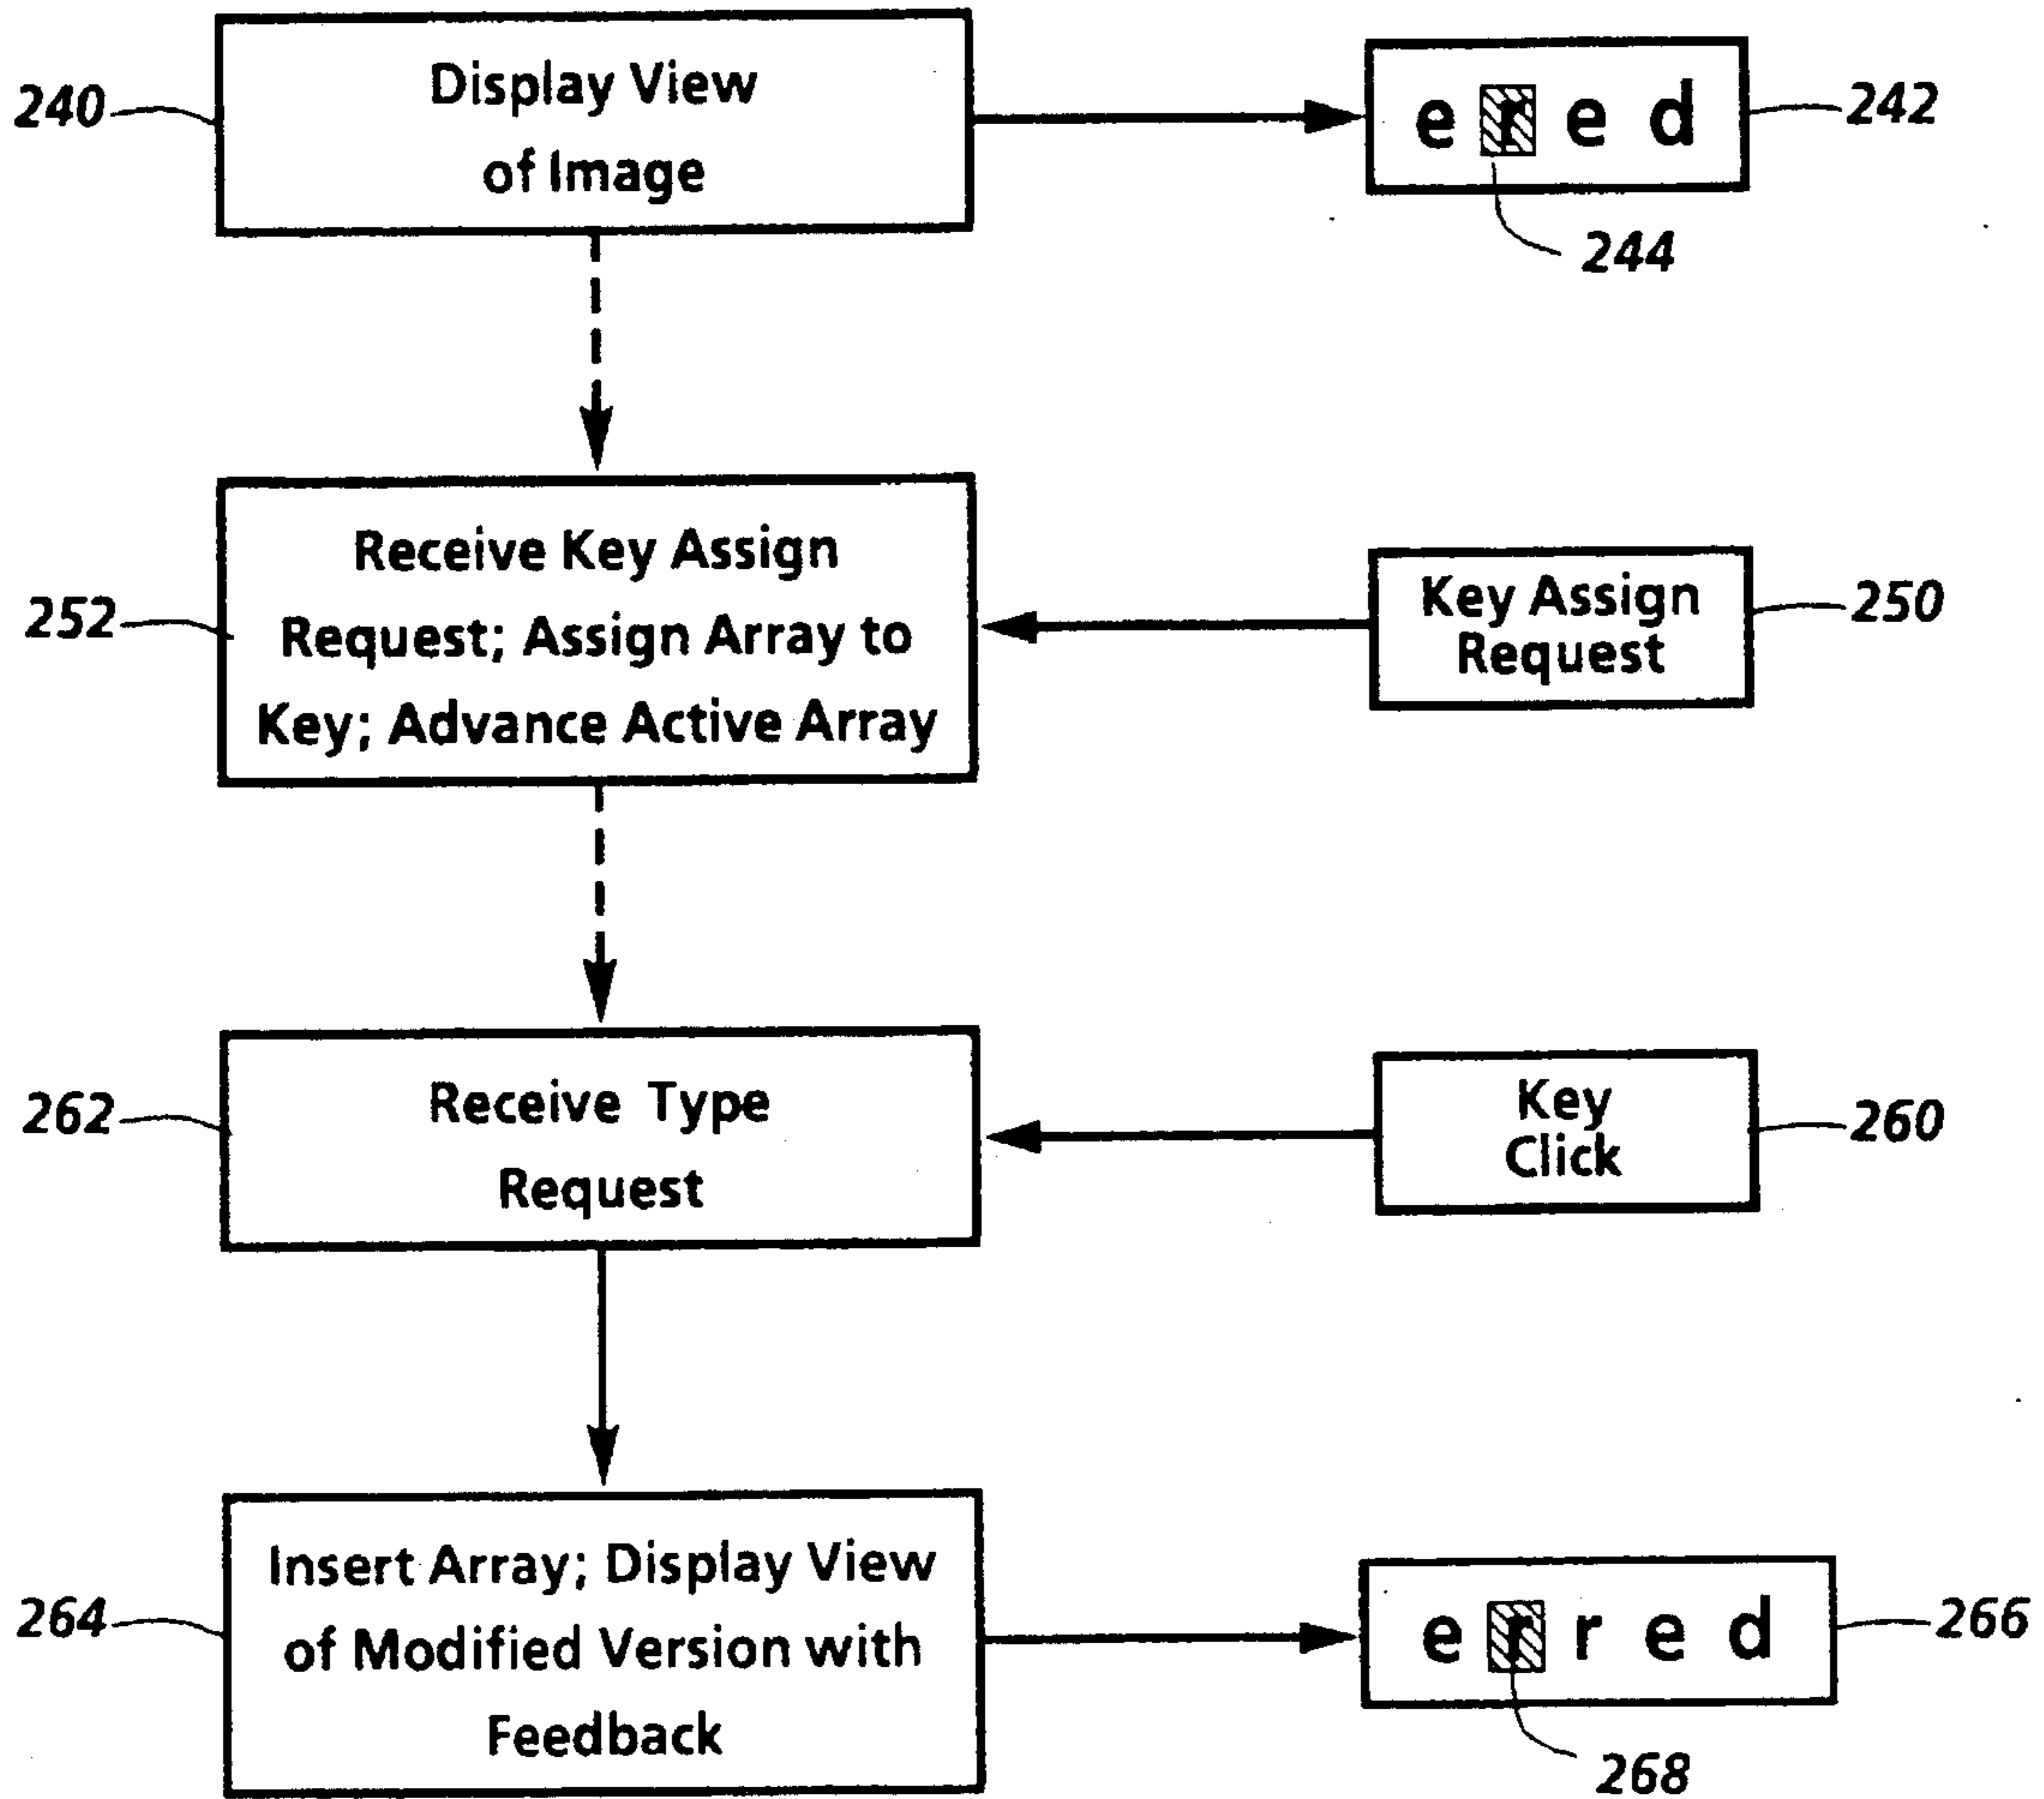 Display View
of Image
240
e r e d
242
244
Receive Key Assign
Request; Assign Array to
Key; Advance Active Array
252
Key Assign
Request
250
Receive Type
Request
262
Key
Click
260
Insert Array; Display View
of Modified Version with
Feedback
264
e r r e d
266
268